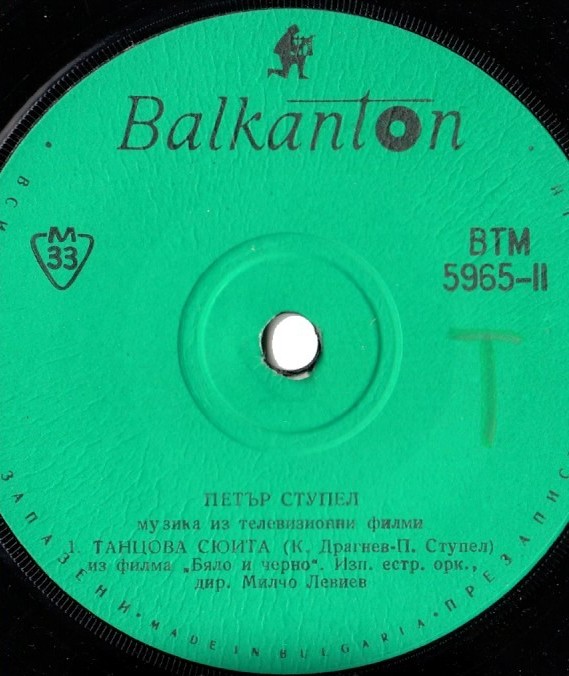 Balkanton
M
33
ВТМ
5965-II
T
ПЕТЪР СТУПЕЛ
музика из телевизионни филми
1. ТАНЦОВА СЮИТА (К. Драгнев-П. Ступел)
из филма „Бяло и черно“. Изп. естр. орк.,
дир. Милчо Левиев
ЗАПАЗЕНИ • MADE IN BULGARIA • ПРЕЗАПИС
ВСИ